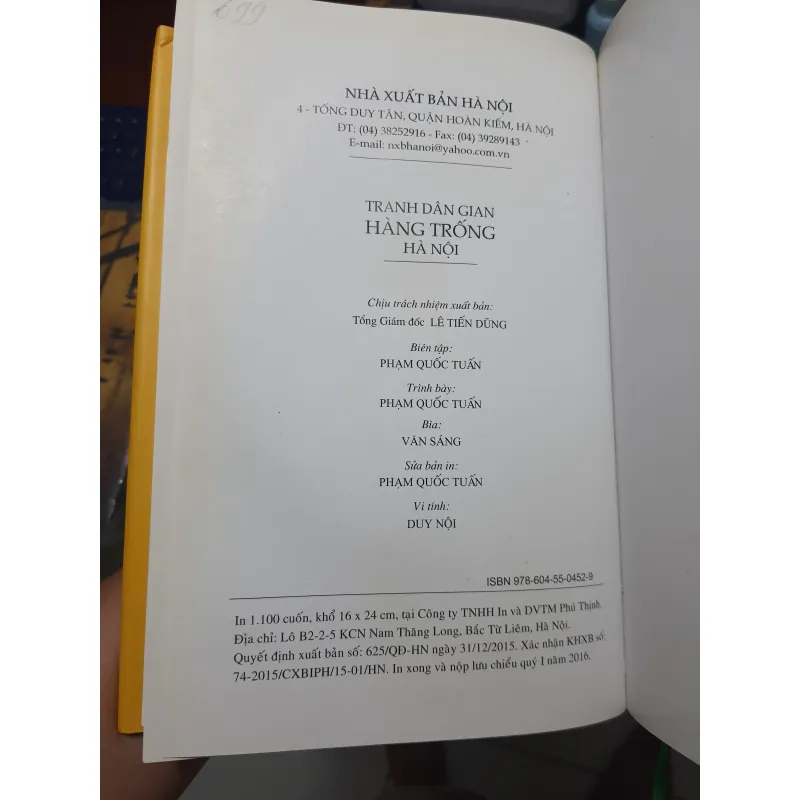 699
NHÀ XUẤT BẢN HÀ NỘI
4 - TỐNG DUY TÂN, QUẬN HOÀN KIẾM, HÀ NỘI
ĐT: (04) 38252916 - Fax: (04) 39289143
E-mail: nxbhanoi@yahoo.com.vn
TRANH DÂN GIAN
HÀNG TRỐNG
HÀ NỘI
Chịu trách nhiệm xuất bản:
Tổng Giám đốc LÊ TIẾN DŨNG
Biên tập:
PHẠM QUỐC TUẤN
Trình bày:
PHẠM QUỐC TUẤN
Bìa:
VĂN SÁNG
Sửa bản in:
PHẠM QUỐC TUẤN
Vi tính:
DUY NỘI
ISBN 978-604-55-0452-9
In 1.100 cuốn, khổ 16 x 24 cm, tại Công ty TNHH In và DVTM Phú Thịnh.
Địa chỉ: Lô B2-2-5 KCN Nam Thăng Long, Bắc Từ Liêm, Hà Nội.
Quyết định xuất bản số: 625/QĐ-HN ngày 31/12/2015. Xác nhận KHXB số:
74-2015/CXBIPH/15-01/HN. In xong và nộp lưu chiểu quý I năm 2016.